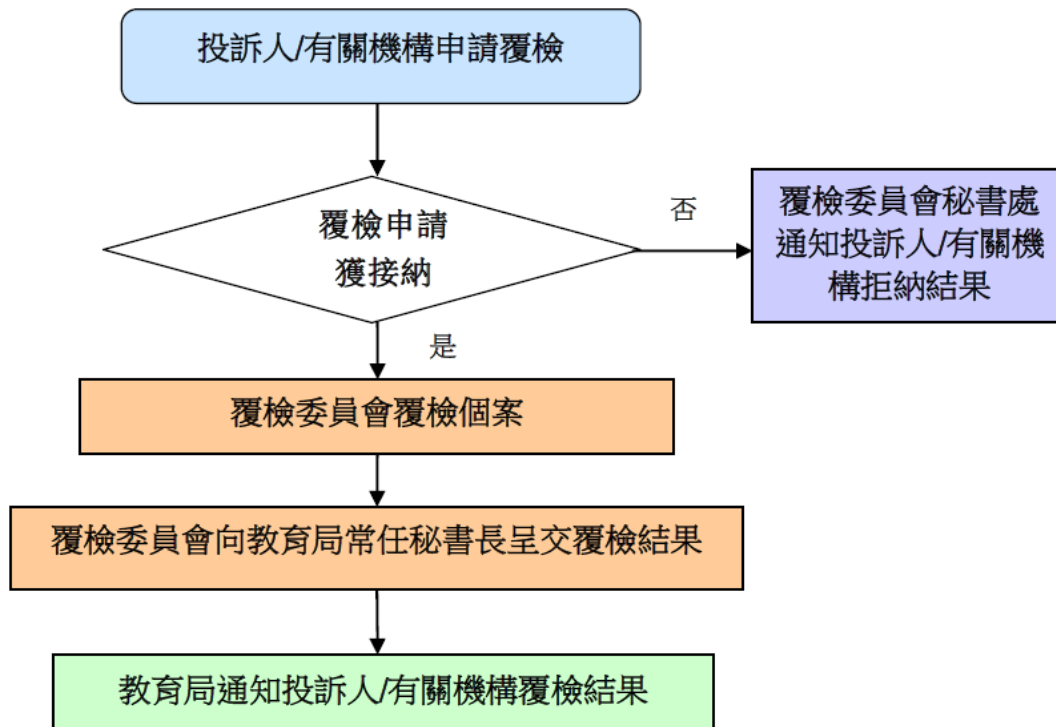 投訴人/有關機構申請覆檢
覆檢申請
獲接納
否
覆檢委員會秘書處
通知投訴人/有關機
構拒納結果
是
覆檢委員會覆檢個案
覆檢委員會向教育局常任秘書長呈交覆檢結果
教育局通知投訴人/有關機構覆檢結果